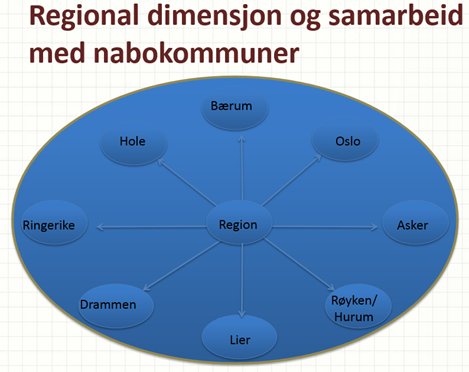 Regional dimensjon og samarbeid
med nabokommuner
Bærum
Hole
Oslo
Ringerike
Region
Asker
Drammen
Røyken/
Hurum
Lier